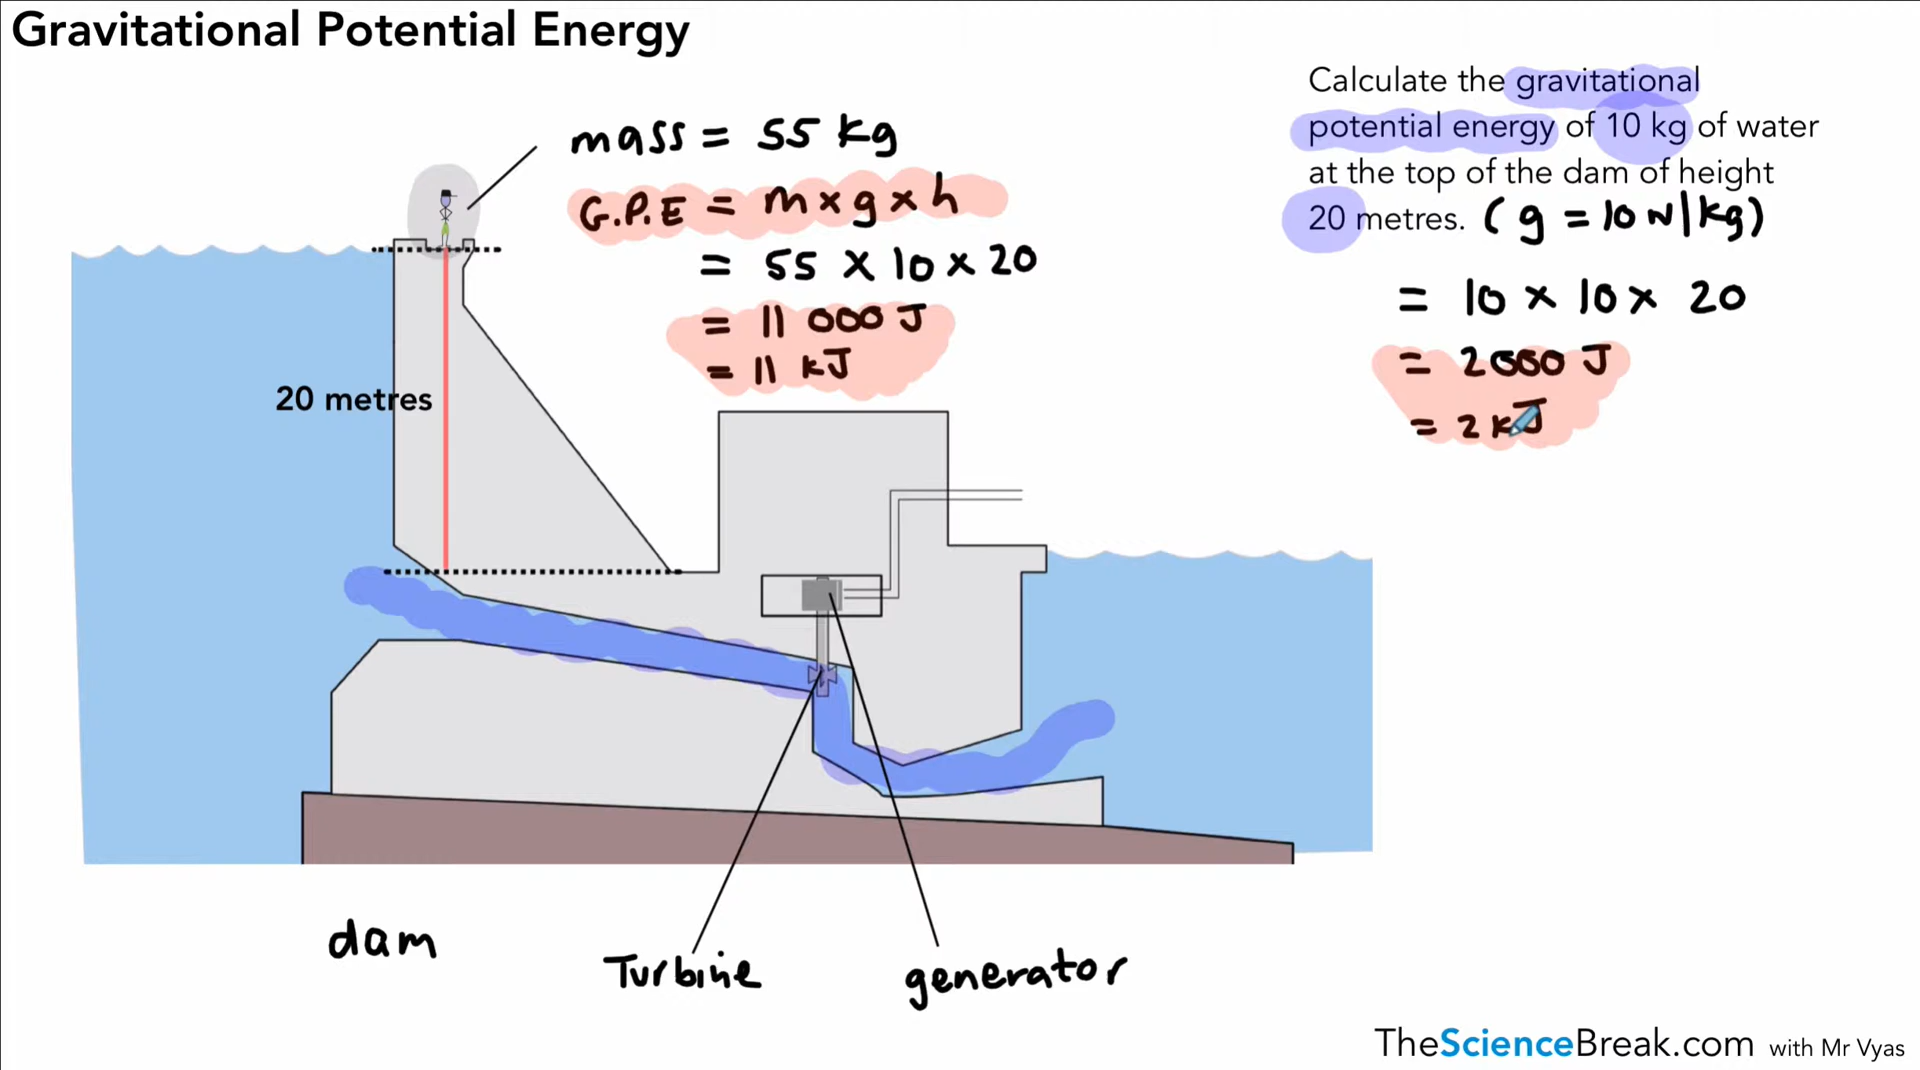 Gravitational Potential Energy
mass = 55 kg
G.P.E = m x g x h
= 55 x 10 x 20
= 11 000 J
= 11 kJ
20 metres
Calculate the gravitational
potential energy of 10 kg of water
at the top of the dam of height
20 metres. (g = 10 N/kg)
= 10 x 10 x 20
= 2000 J
= 2 kJ
dam
Turbine
generator
TheScienceBreak.com with Mr Vyas